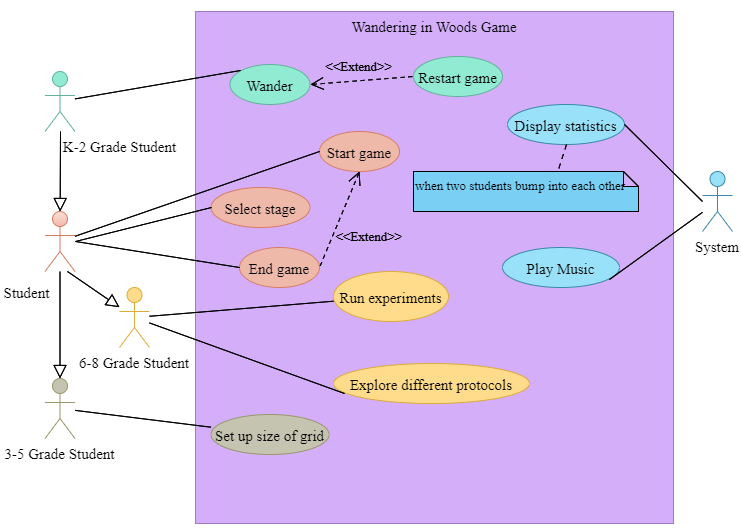 Wandering in Woods Game
<<Extend>>
Wander
Restart game
K-2 Grade Student
Display statistics
Start game
when two students bump into each other
Select stage
<<Extend>>
System
End game
Play Music
Student
Run experiments
6-8 Grade Student
Explore different protocols
Set up size of grid
3-5 Grade Student